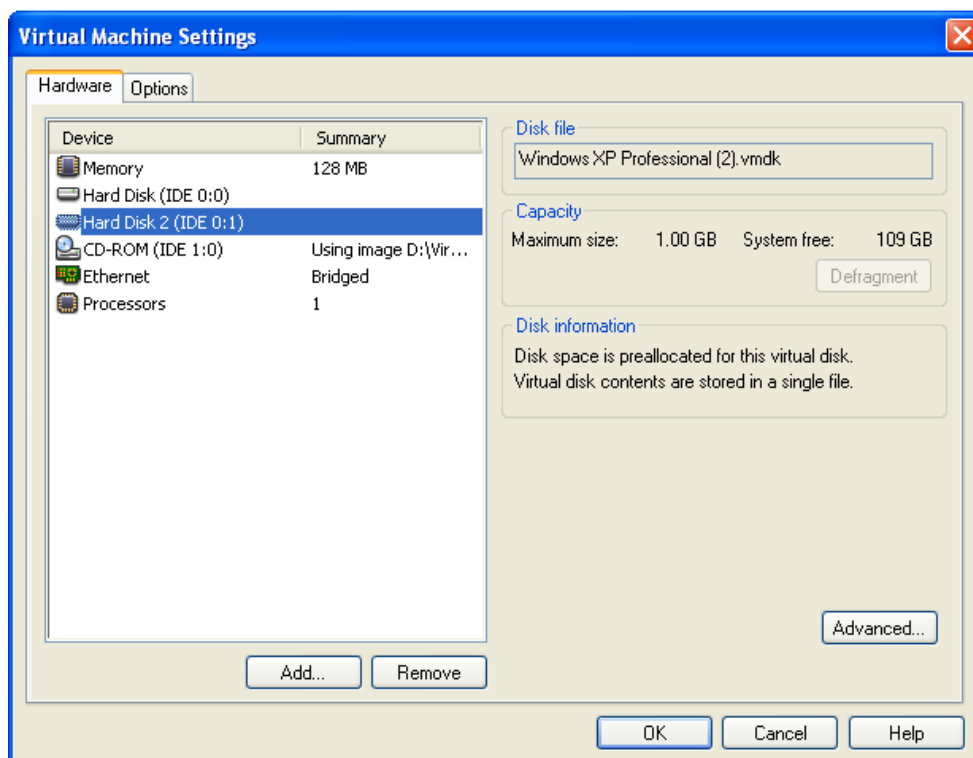 Virtual Machine Settings
Hardware Options
Device Summary
Memory 128 MB
Hard Disk (IDE 0:0)
Hard Disk 2 (IDE 0:1)
CD-ROM (IDE 1:0) Using image D:\Vir...
Ethernet Bridged
Processors 1
Add... Remove
Disk file
Windows XP Professional (2).vmdk
Capacity
Maximum size: 1.00 GB System free: 109 GB
Defragment
Disk information
Disk space is preallocated for this virtual disk.
Virtual disk contents are stored in a single file.
Advanced...
OK Cancel Help